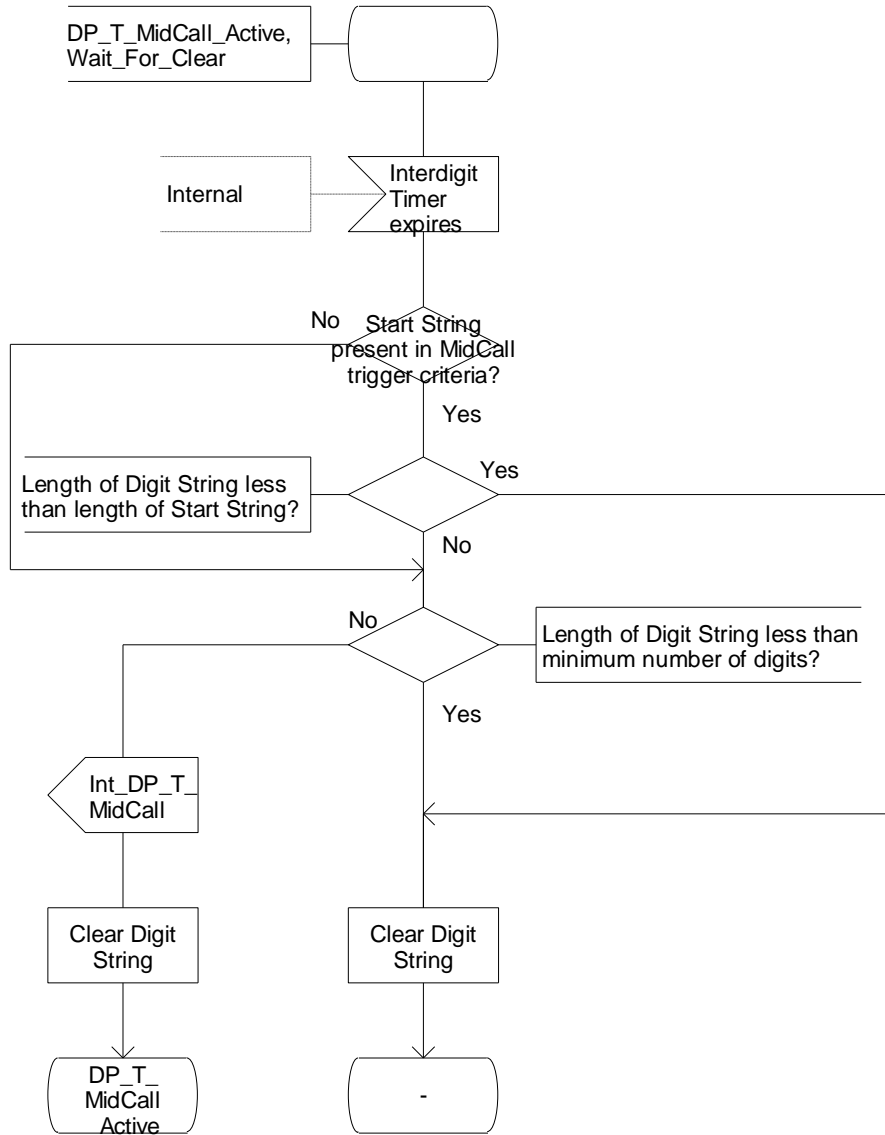 DP_T_MidCall_Active,
Wait_For_Clear
Internal
Interdigit
Timer
expires
No
Start String
present in MidCall
trigger criteria?
Yes
Length of Digit String less
than length of Start String?
Yes
No
No
Length of Digit String less than
minimum number of digits?
Yes
Int_DP_T_
MidCall
Clear Digit
String
Clear Digit
String
DP_T_
MidCall
Active
-